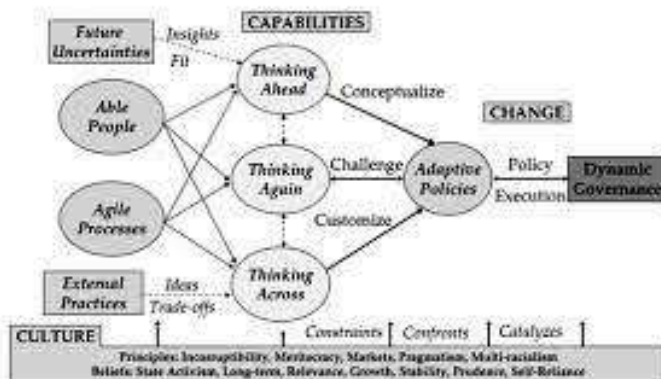 CAPABILITIES
Future
Uncertainties
Insights
Fit
Thinking
Ahead
Conceptualize
Able
People
CHANGE
Thinking
Again
Challenge
Adaptive
Policies
Policy
Execution
Dynamic
Governance
Agile
Processes
Customize
External
Practices
Ideas
Trade-offs
Thinking
Across
CULTURE
Constraints
Confronts
Catalyzes
Principles: Incorruptibility, Meritocracy, Markets, Pragmatism, Multi-racialism
Beliefs: State Activism, Long-term, Relevance, Growth, Stability, Prudence, Self-Reliance